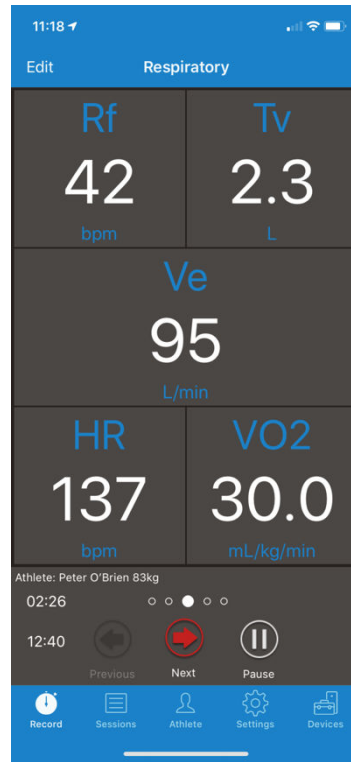 11:18
Edit Respiratory
Rf Tv
42 2.3
bpm L
Ve
95
L/min
HR VO2
137 30.0
bpm mL/kg/min
Athlete: Peter O'Brien 83kg
02:26
12:40
Previous Next Pause
Record Sessions Athlete Settings Devices